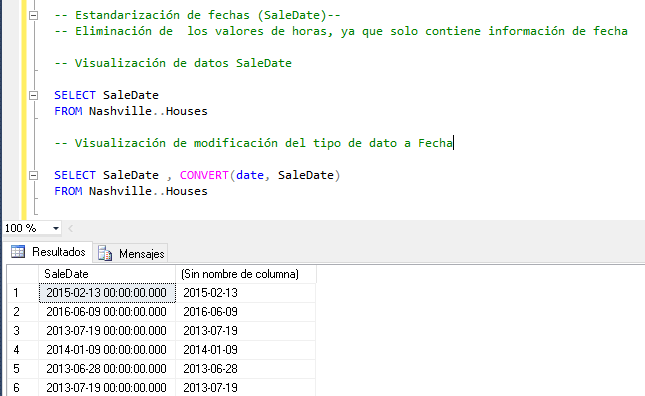 -- Estandarización de fechas (SaleDate)--
-- Eliminación de  los valores de horas, ya que solo contiene información de fecha
-- Visualización de datos SaleDate
SELECT SaleDate
FROM Nashville..Houses
-- Visualización de modificación del tipo de dato a Fecha
SELECT SaleDate , CONVERT(date, SaleDate)
FROM Nashville..Houses
100 %
Resultados Mensajes
SaleDate (Sin nombre de columna)
1 2015-02-13 00:00:00.000 2015-02-13
2 2016-06-09 00:00:00.000 2016-06-09
3 2013-07-19 00:00:00.000 2013-07-19
4 2014-01-09 00:00:00.000 2014-01-09
5 2013-06-28 00:00:00.000 2013-06-28
6 2013-07-19 00:00:00.000 2013-07-19